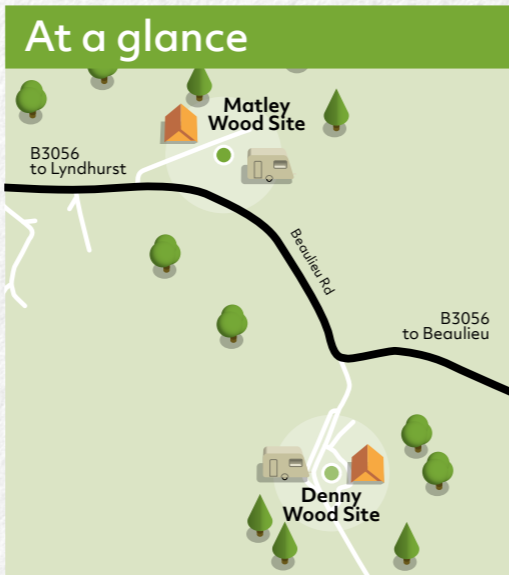 At a glance
Matley
Wood Site
B3056
to Lyndhurst
Beaulieu Rd
B3056
to Beaulieu
Denny
Wood Site